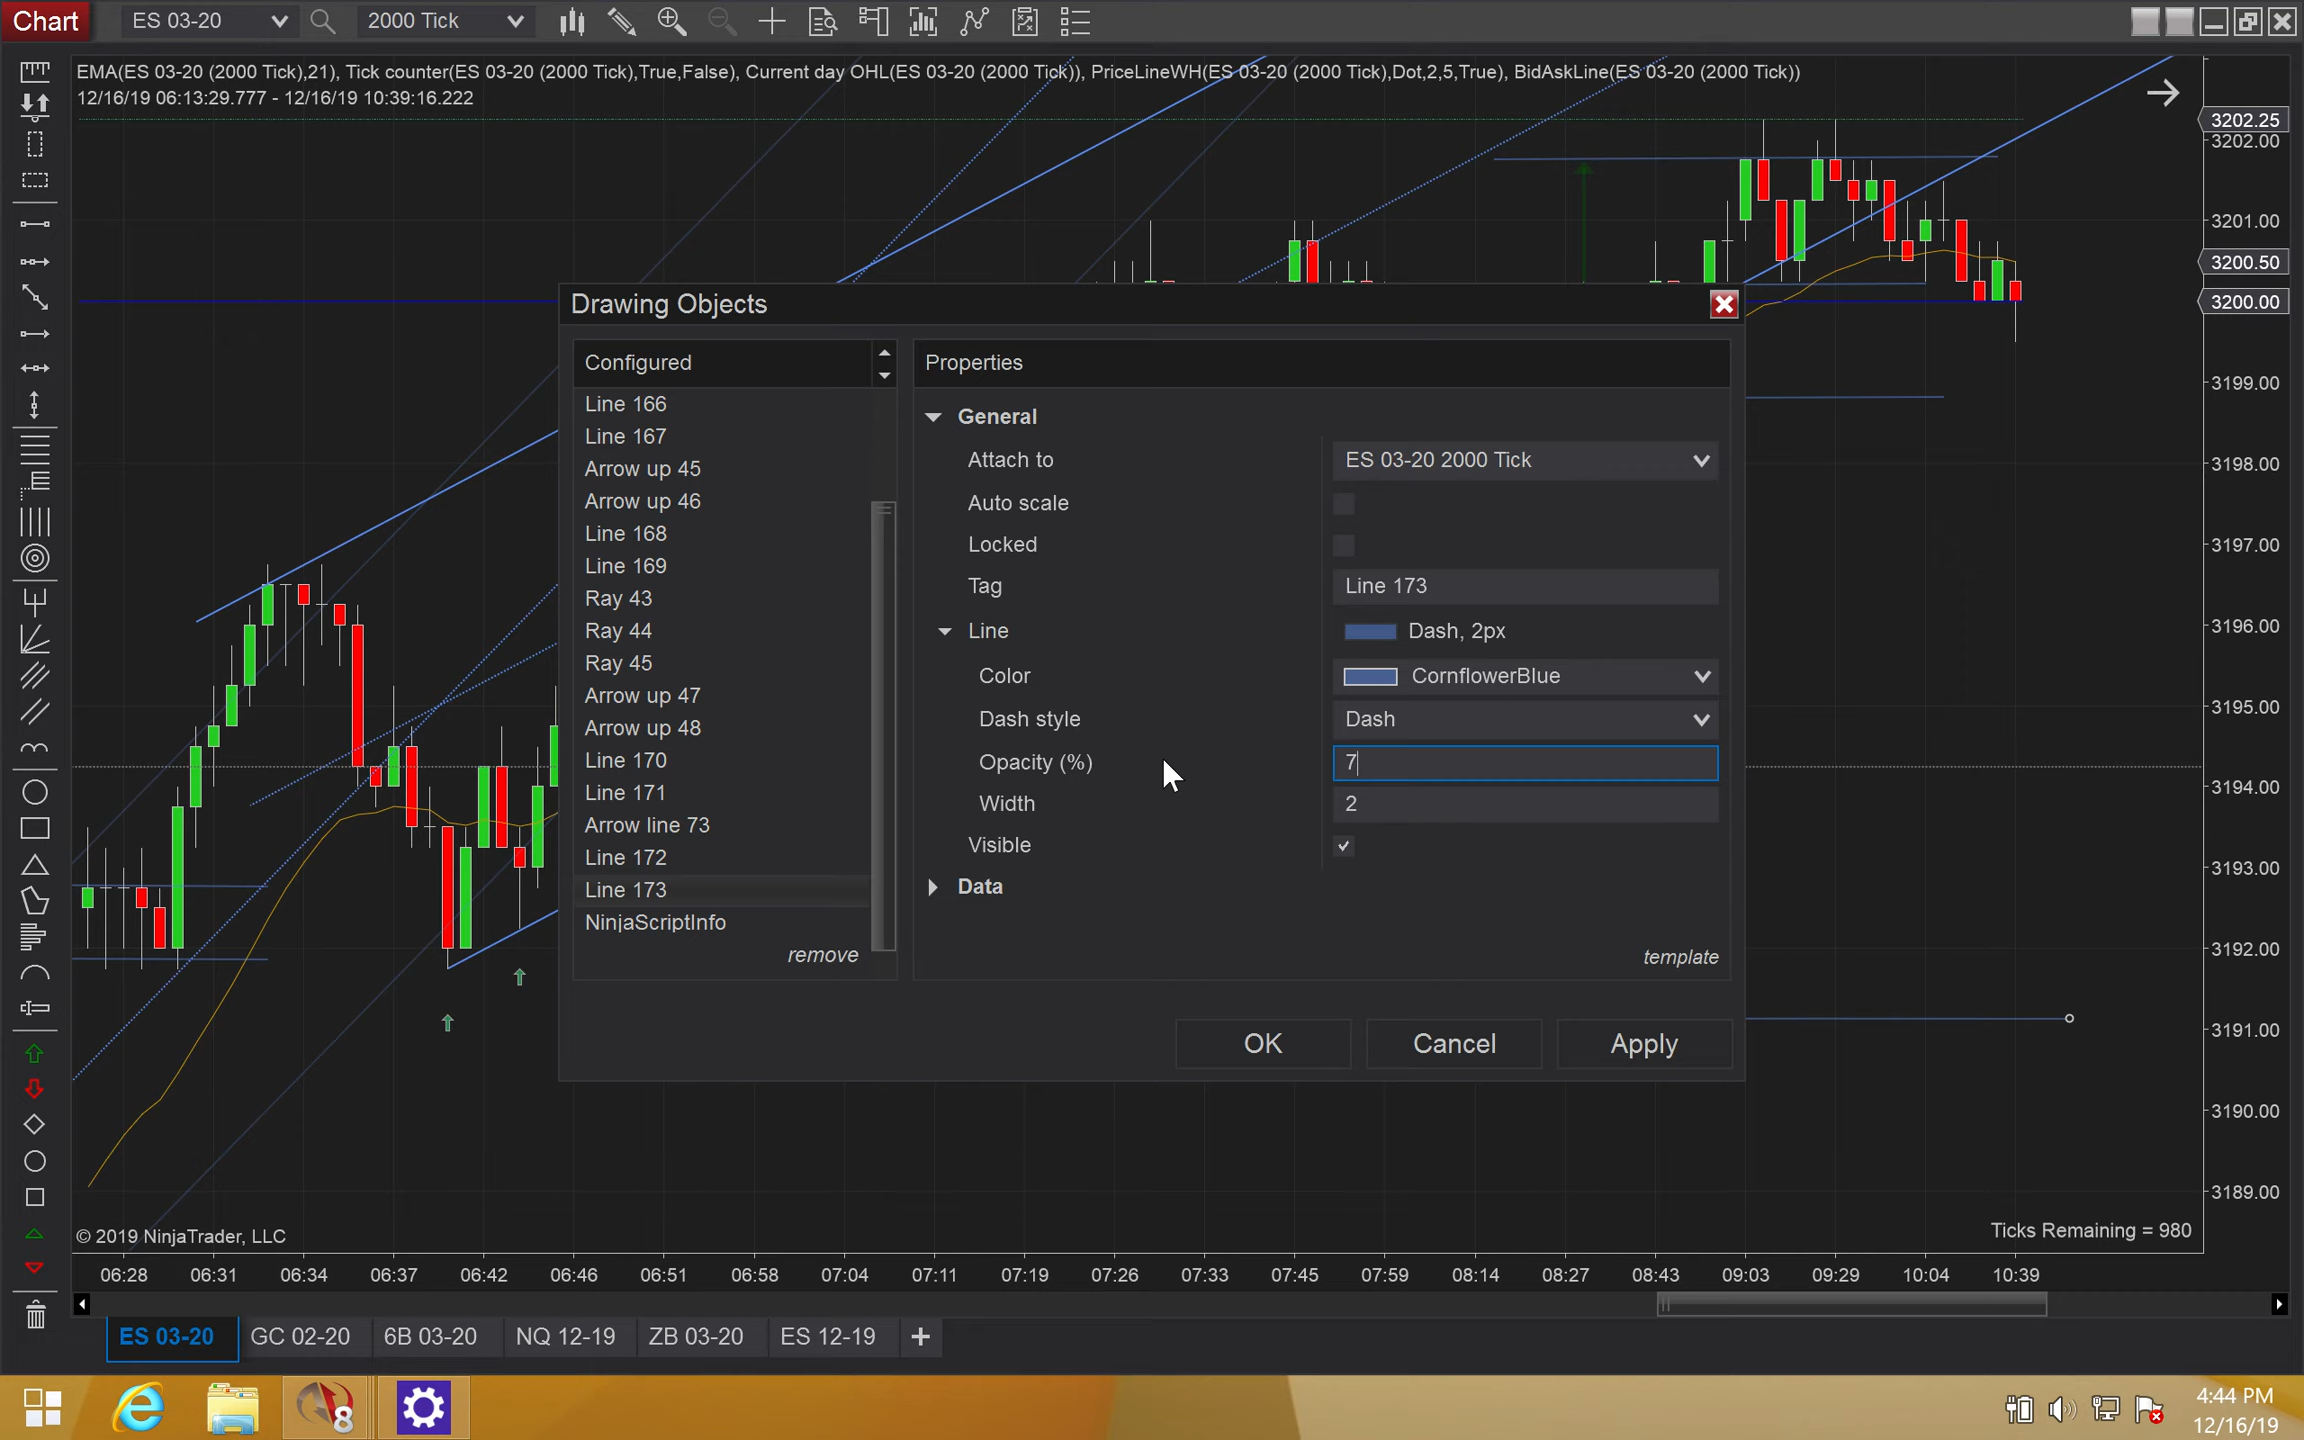 Chart
ES 03-20
2000 Tick
EMA(ES 03-20 (2000 Tick),21), Tick counter(ES 03-20 (2000 Tick),True,False), Current day OHL(ES 03-20 (2000 Tick)), PriceLineWH(ES 03-20 (2000 Tick),Dot,2,5,True), BidAskLine(ES 03-20 (2000 Tick))
12/16/19 06:13:29.777 - 12/16/19 10:39:16.222
3202.25
3202.00
3201.00
3200.50
3200.00
3199.00
3198.00
3197.00
3196.00
3195.00
3194.00
3193.00
3192.00
3191.00
3190.00
3189.00
Drawing Objects
Configured
Line 166
Line 167
Arrow up 45
Arrow up 46
Line 168
Line 169
Ray 43
Ray 44
Ray 45
Arrow up 47
Arrow up 48
Line 170
Line 171
Arrow line 73
Line 172
Line 173
NinjaScriptInfo
remove
Properties
General
Attach to
ES 03-20 2000 Tick
Auto scale
Locked
Tag
Line 173
Line
Dash, 2px
Color
CornflowerBlue
Dash style
Dash
Opacity (%)
7
Width
2
Visible
Data
template
OK
Cancel
Apply
© 2019 NinjaTrader, LLC
Ticks Remaining = 980
06:28
06:31
06:34
06:37
06:42
06:46
06:51
06:58
07:04
07:11
07:19
07:26
07:33
07:45
07:59
08:14
08:27
08:43
09:03
09:29
10:04
10:39
ES 03-20
GC 02-20
6B 03-20
NQ 12-19
ZB 03-20
ES 12-19
+
8
4:44 PM
12/16/19